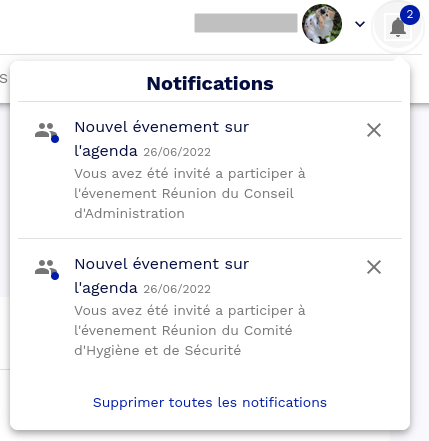 2
S
Notifications
Nouvel évenement sur
l'agenda 26/06/2022
Vous avez été invité a participer à
l'évenement Réunion du Conseil
d'Administration
Nouvel évenement sur
l'agenda 26/06/2022
Vous avez été invité a participer à
l'évenement Réunion du Comité
d'Hygiène et de Sécurité
Supprimer toutes les notifications